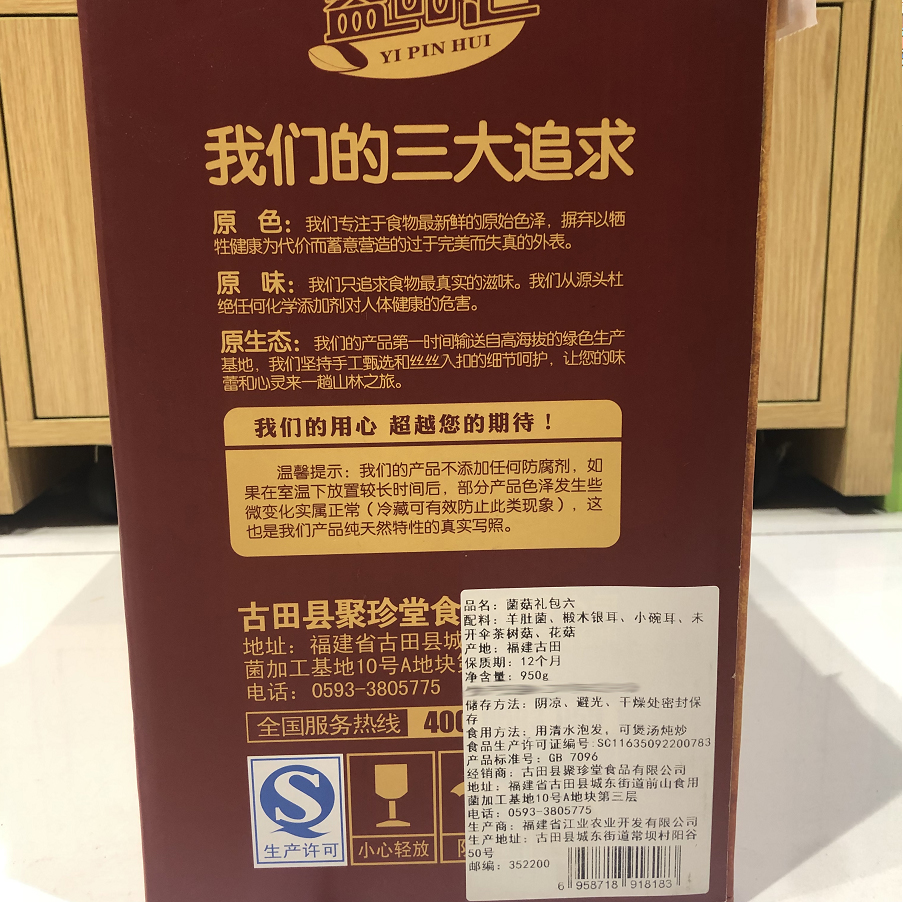 YI PIN HUI
我们的三大追求
原 色：我们专注于食物最新鲜的原始色泽，摒弃以牺
牲健康为代价而蓄意营造的过于完美而失真的外表。
原 味：我们只追求食物最真实的滋味。我们从源头杜
绝任何化学添加剂对人体健康的危害。
原生态：我们的产品第一时间输送自高海拔的绿色生产
基地，我们坚持手工甄选和丝丝入扣的细节呵护，让您的味
蕾和心灵来一趟山林之旅。
我们的用心 超越您的期待！
温馨提示：我们的产品不添加任何防腐剂，如
果在室温下放置较长时间后，部分产品色泽发生些
微变化实属正常（冷藏可有效防止此类现象），这
也是我们产品纯天然特性的真实写照。
古田县聚珍堂食
地址：福建省古田县城
菌加工基地10号A地块第
电话：0593-3805775
全国服务热线 400
生产许可
小心轻放
品名：菌菇礼包六
配料：羊肚菌、椴木银耳、小碗耳、未
开伞茶树菇、花菇
产地：福建古田
保质期：12个月
净含量：950g
储存方法：阴凉、避光、干燥处密封保
存
食用方法：用清水泡发，可煲汤炖炒
食品生产许可证编号：SC11635092200783
产品标准号：GB 7096
经销商：古田县聚珍堂食品有限公司
地址：福建省古田县城东街道前山食用
菌加工基地10号A地块第三层
电话：0593-3805775
生产商：福建省江业农业开发有限公司
生产地址：古田县城东街道常坝村阳谷
50号
邮编：352200
6 958718 918183